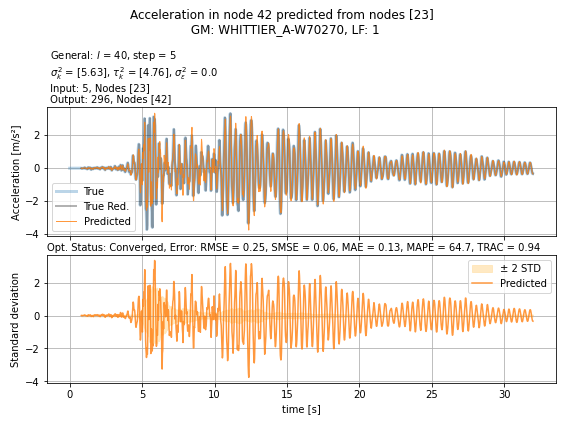 Acceleration in node 42 predicted from nodes [23]
GM: WHITTIER_A-W70270, LF: 1
General: l = 40, step = 5
σ²ₖ = [5.63], τ²ₖ = [4.76], σ²ε = 0.0
Input: 5, Nodes [23]
Output: 296, Nodes [42]
Acceleration [m/s²]
2
0
−2
−4
True
True Red.
Predicted
Opt. Status: Converged, Error: RMSE = 0.25, SMSE = 0.06, MAE = 0.13, MAPE = 64.7, TRAC = 0.94
Standard deviation
2
0
−2
−4
± 2 STD
Predicted
0 5 10 15 20 25 30
time [s]